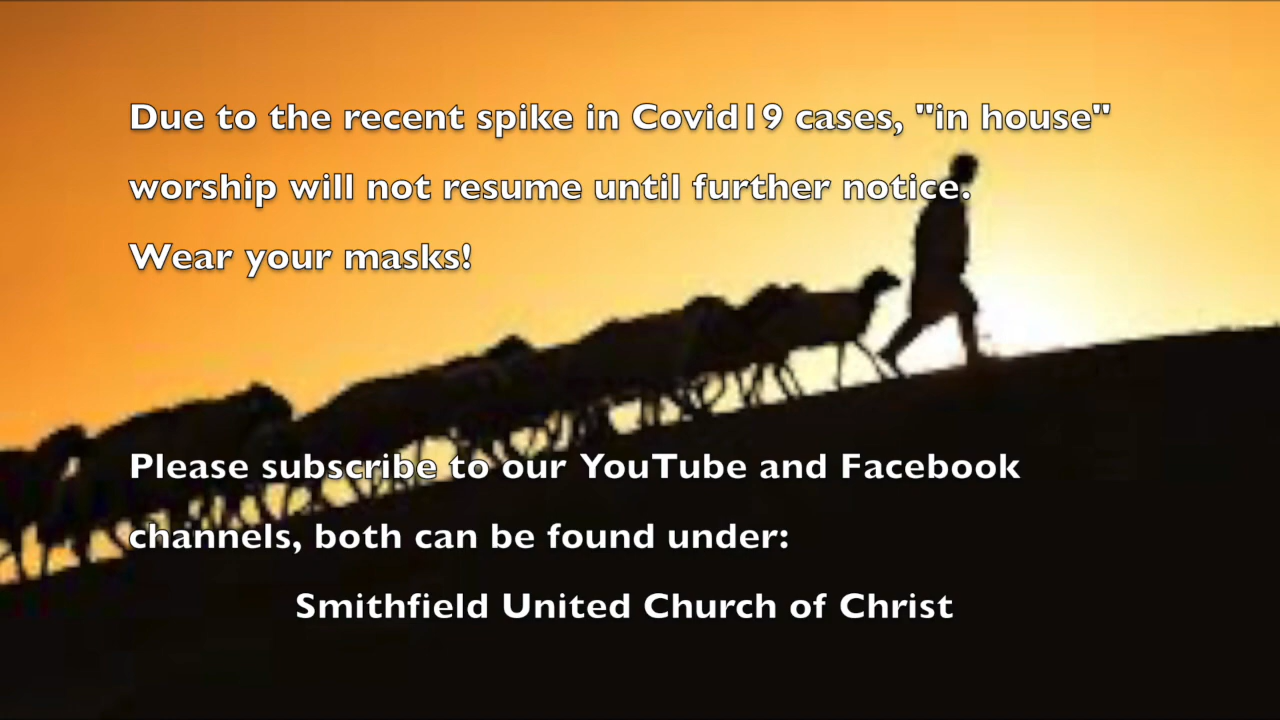 Due to the recent spike in Covid19 cases, "in house"
worship will not resume until further notice.
Wear your masks!
Please subscribe to our YouTube and Facebook
channels, both can be found under:
Smithfield United Church of Christ